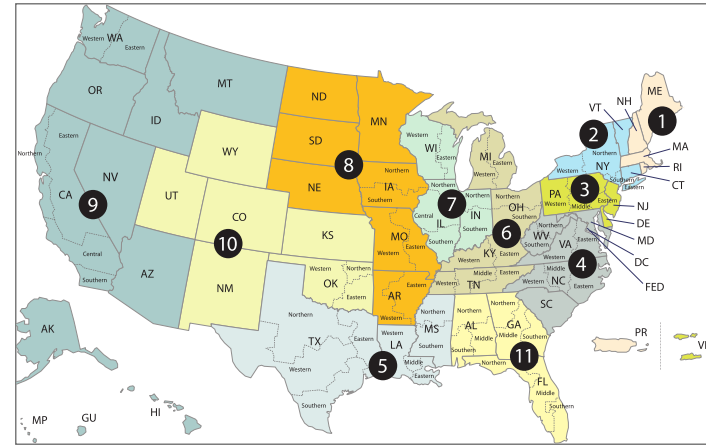 WA
Western
Eastern
OR
ID
MT
Northern
Eastern
CA
NV
Central
Southern
9
AZ
AK
MP
GU
HI
WY
UT
CO
10
NM
KS
OK
Northern
Western
Eastern
ND
SD
NE
8
MN
IA
Northern
Southern
MO
Western
Eastern
AR
Eastern
Western
TX
Northern
Eastern
Western
Southern
5
LA
Western
Middle
Eastern
MS
Northern
Southern
WI
Western
Eastern
7
IL
Northern
Central
Southern
IN
Northern
Southern
MI
Western
Eastern
OH
Northern
Southern
6
KY
Western
Eastern
TN
Western
Middle
Eastern
AL
Northern
Middle
Southern
GA
Northern
Middle
Southern
11
FL
Northern
Middle
Southern
WV
Northern
Southern
VA
Eastern
Western
4
NC
Middle
Western
Eastern
SC
PA
Western
Middle
Eastern
3
NJ
DE
MD
DC
FED
2
VT
NY
Northern
Western
Southern
Eastern
CT
NH
ME
1
MA
RI
PR
VI